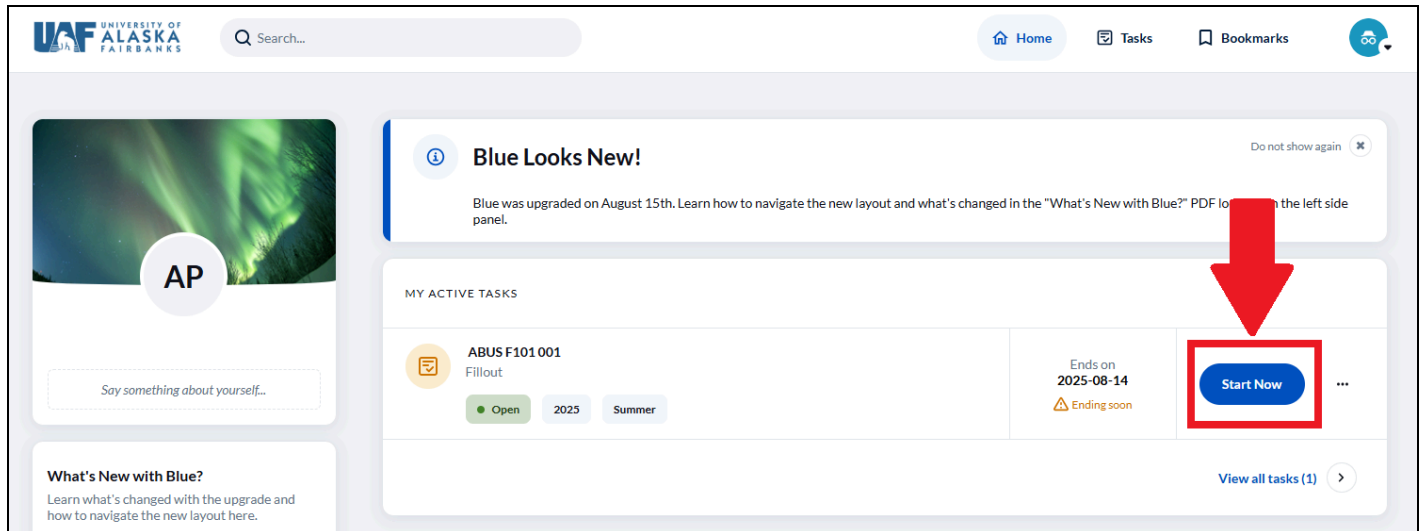 UAF UNIVERSITY OF
ALASKA
FAIRBANKS
Search...
Home
Tasks
Bookmarks
AP
Say something about yourself...
What's New with Blue?
Learn what's changed with the upgrade and
how to navigate the new layout here.
Blue Looks New!
Do not show again
Blue was upgraded on August 15th. Learn how to navigate the new layout and what's changed in the "What's New with Blue?" PDF the left side
panel.
MY ACTIVE TASKS
ABUS F101 001
Fillout
Open
2025
Summer
Ends on
2025-08-14
Ending soon
Start Now
View all tasks (1)